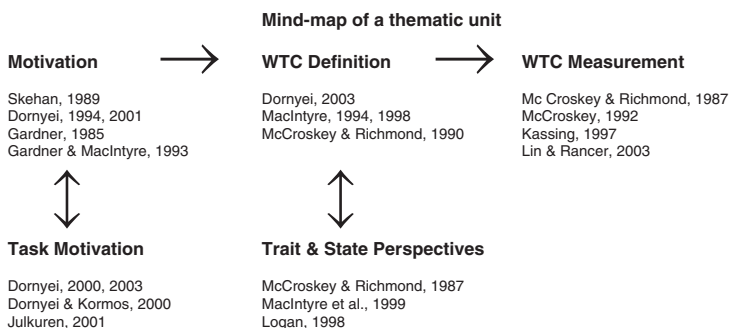 Mind-map of a thematic unit
Motivation
Skehan, 1989
Dornyei, 1994, 2001
Gardner, 1985
Gardner & MacIntyre, 1993
WTC Definition
Dornyei, 2003
MacIntyre, 1994, 1998
McCroskey & Richmond, 1990
WTC Measurement
Mc Croskey & Richmond, 1987
McCroskey, 1992
Kassing, 1997
Lin & Rancer, 2003
Task Motivation
Dornyei, 2000, 2003
Dornyei & Kormos, 2000
Julkuren, 2001
Trait & State Perspectives
McCroskey & Richmond, 1987
MacIntyre et al., 1999
Logan, 1998